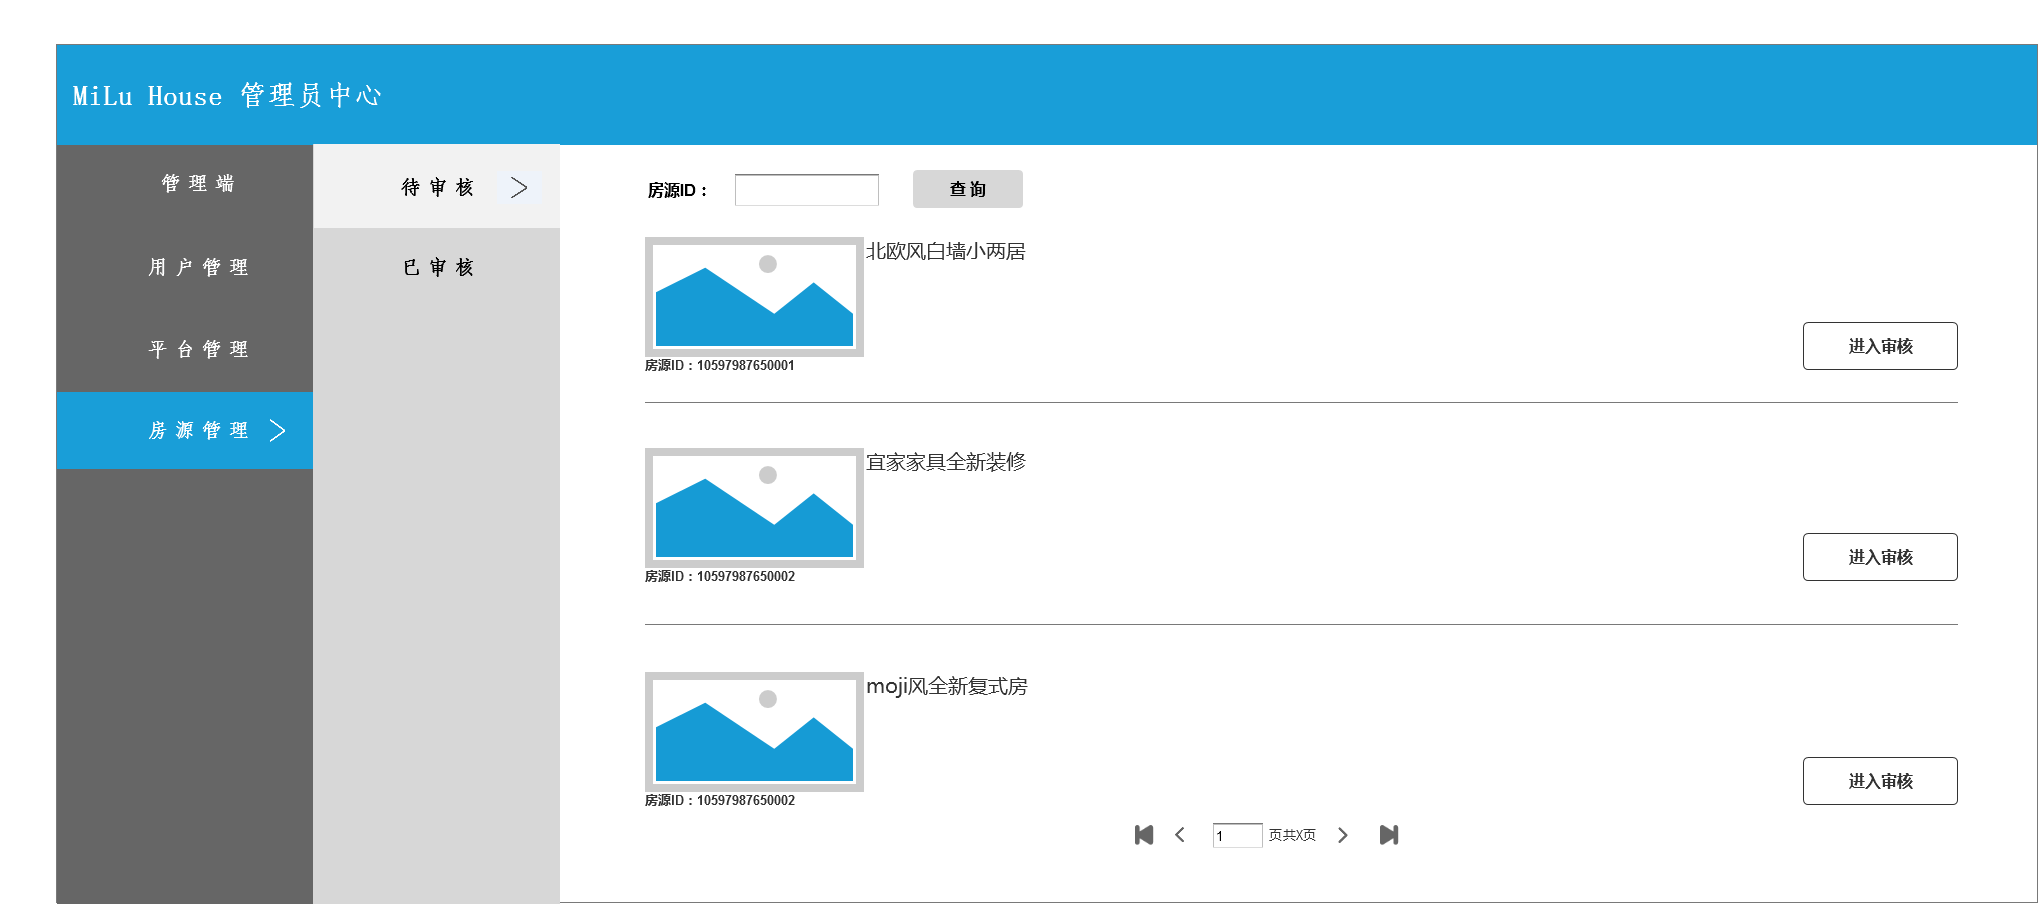 MiLu House 管理员中心
管理端
用户管理
平台管理
房源管理
待审核
已审核
房源ID：
查询
北欧风白墙小两居
房源ID：10597987650001
进入审核
宜家家具全新装修
房源ID：10597987650002
进入审核
moji风全新复式房
房源ID：10597987650002
进入审核
1 页共X页